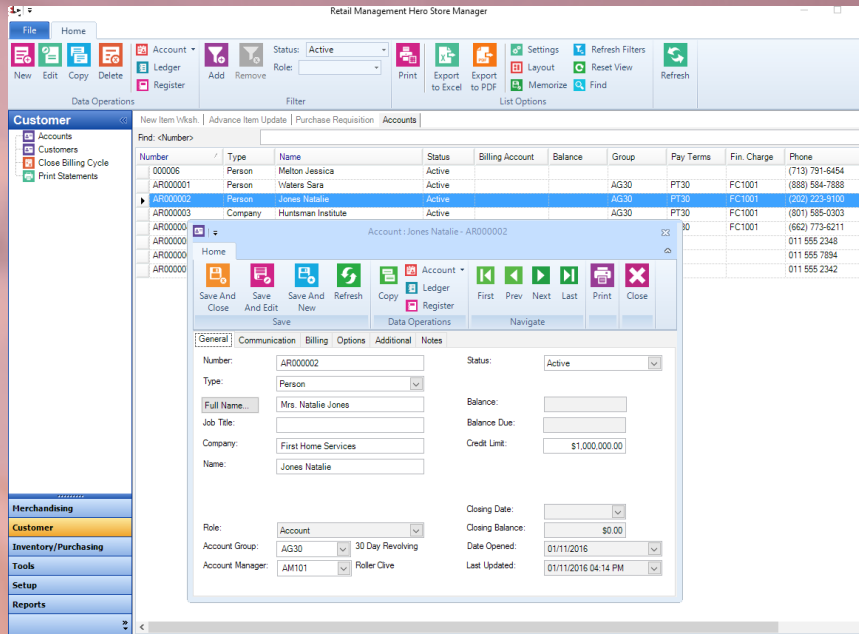 Retail Management Hero Store Manager
File Home
New Edit Copy Delete Account Ledger Register
Data Operations
Add Remove Status: Active Role:
Filter
Print Export to Excel Export to PDF Settings Layout Memorize Refresh Filters Reset View Find
List Options
Refresh
Customer «
Accounts
Customers
Close Billing Cycle
Print Statements
Merchandising
Customer
Inventory/Purchasing
Tools
Setup
Reports
New Item Wksh. Advance Item Update Purchase Requisition Accounts
Find: <Number>
Number Type Name Status Billing Account Balance Group Pay Terms Fin. Charge Phone
000006 Person Melton Jessica Active (713) 791-6454
AR000001 Person Waters Sara Active AG30 PT30 FC1001 (888) 584-7888
AR000002 Person Jones Natalie Active AG30 PT30 FC1001 (202) 223-9100
AR000003 Company Huntsman Institute Active AG30 PT30 FC1001 (801) 585-0303
FC1001 (662) 773-6211
011 555 2348
011 555 7894
011 555 2342
Account : Jones Natalie - AR000002
Home
Save And Close Save And Edit Save And New Refresh
Save
Copy Account Ledger Register
Data Operations
First Prev Next Last
Navigate
Print Close
General Communication Billing Options Additional Notes
Number: AR000002 Status: Active
Type: Person
Full Name... Mrs. Natalie Jones Balance:
Job Title: Balance Due:
Company: First Home Services Credit Limit: $1,000,000.00
Name: Jones Natalie
Closing Date:
Role: Account Closing Balance: $0.00
Account Group: AG30 30 Day Revolving Date Opened: 01/11/2016
Account Manager: AM101 Roller Clive Last Updated: 01/11/2016 04:14 PM